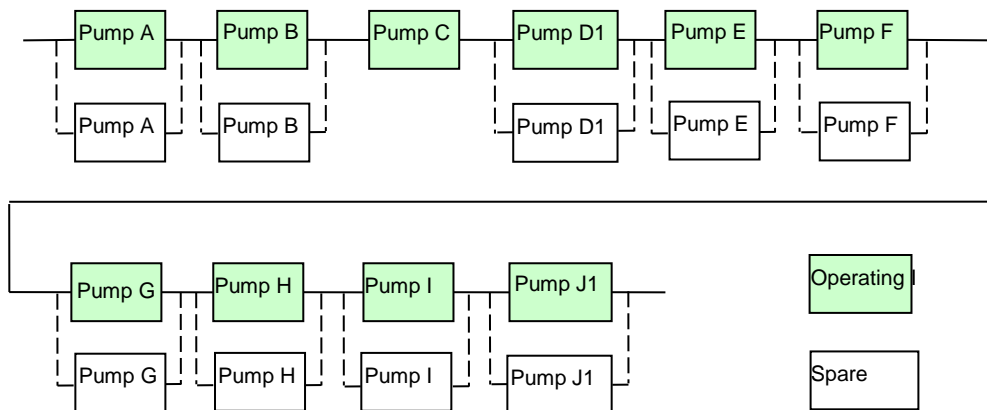 Pump A
Pump B
Pump C
Pump D1
Pump E
Pump F
Pump A
Pump B
Pump D1
Pump E
Pump F
Pump G
Pump H
Pump I
Pump J1
Operating I
Pump G
Pump H
Pump I
Pump J1
Spare